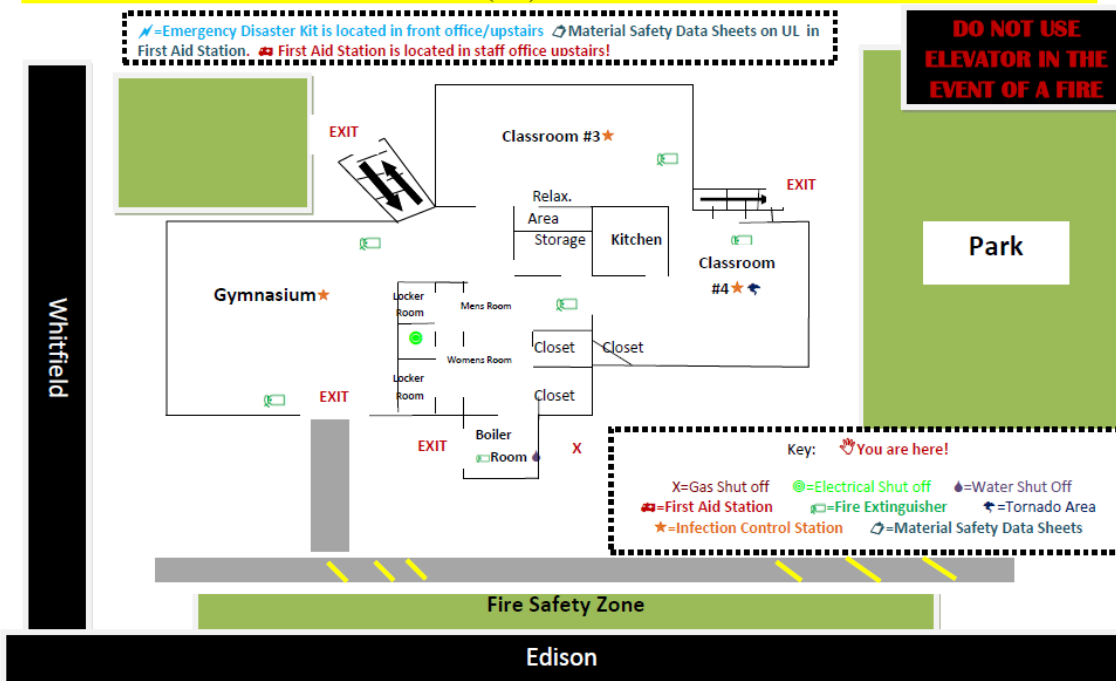 =Emergency Disaster Kit is located in front office/upstairs Material Safety Data Sheets on UL in
First Aid Station. First Aid Station is located in staff office upstairs!
DO NOT USE
ELEVATOR IN THE
EVENT OF A FIRE
EXIT
Classroom #3
EXIT
Relax.
Area
Storage
Kitchen
Classroom
#4
Park
Gymnasium
Locker
Room
Mens Room
Whitfield
Closet
Closet
Womens Room
Locker
Room
Closet
EXIT
EXIT
Boiler
Room
X
Key: You are here!
X=Gas Shut off =Electrical Shut off =Water Shut Off
=First Aid Station =Fire Extinguisher =Tornado Area
=Infection Control Station =Material Safety Data Sheets
Fire Safety Zone
Edison